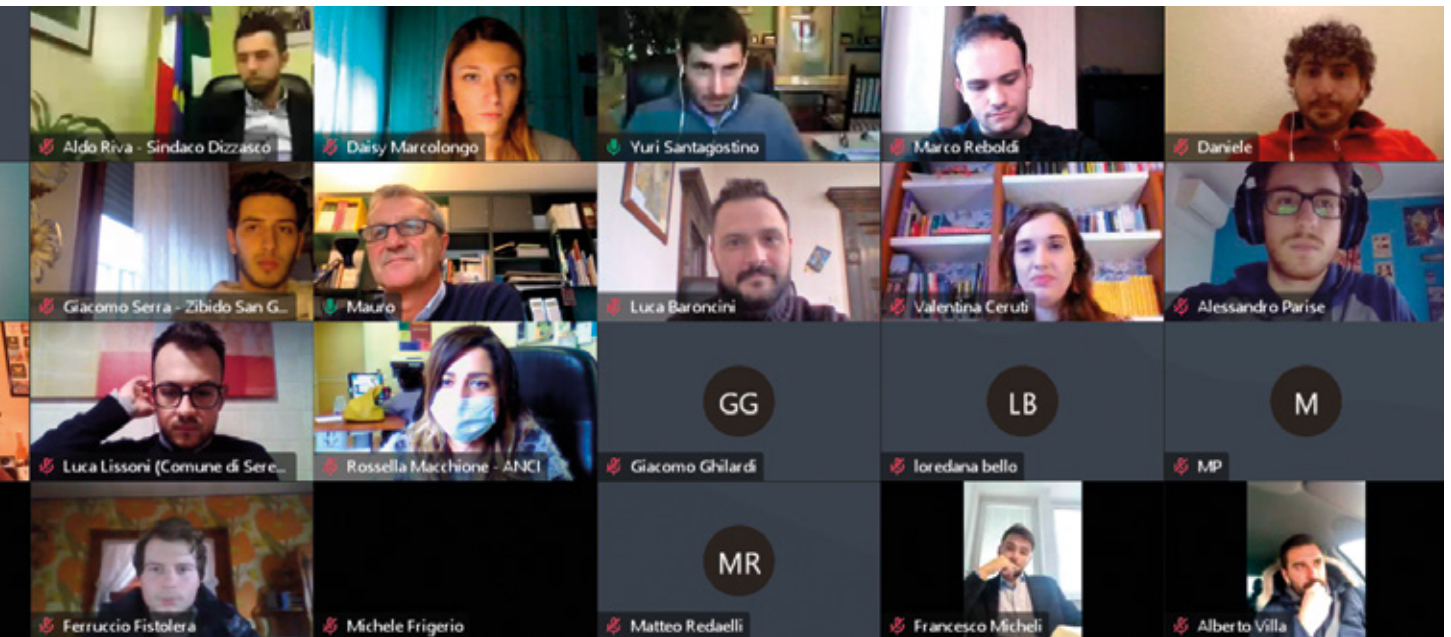 Aldo Riva - Sindaco Dizzasco
Daisy Marcolongo
Yuri Santagostino
Marco Reboldi
Daniele
Giacomo Serra - Zibido San G...
Mauro
Luca Baroncini
Valentina Ceruti
Alessandro Parise
Luca Lissoni (Comune di Sere...
Rossella Macchione - ANCI
GG
Giacomo Ghilardi
LB
loredana bello
M
MP
Ferruccio Fistolera
Michele Frigerio
MR
Matteo Redaelli
Francesco Micheli
Alberto Villa